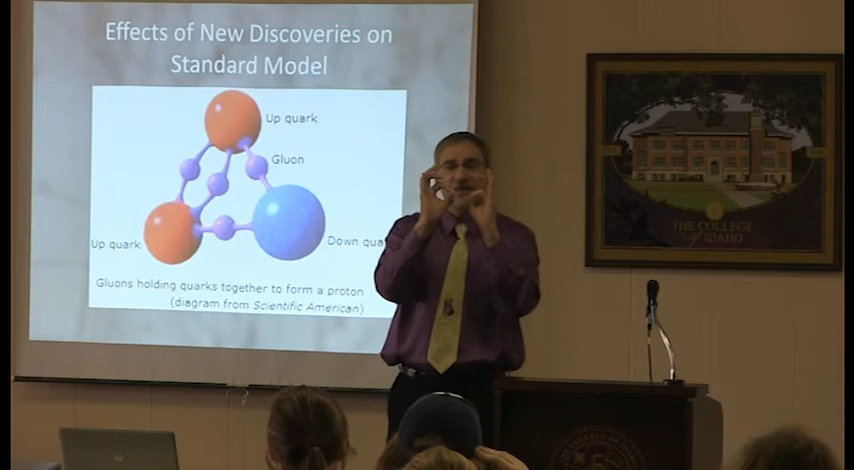 Effects of New Discoveries on
Standard Model
Up quark
Gluon
Up quark
Down
Gluons holding quarks together to form a proton
(diagram from Scientific American)
THE COLLEGE
OF IDAHO